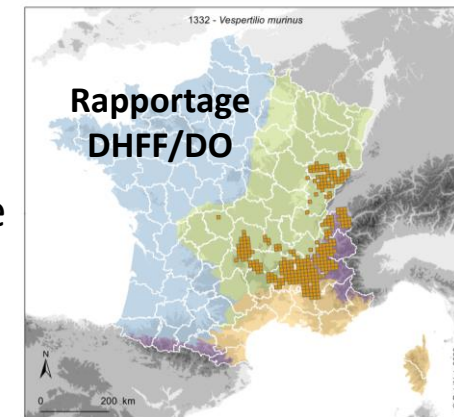 1332 - Vespertilio murinus
Rapportage
DHFF/DO
e
N
0 200 km